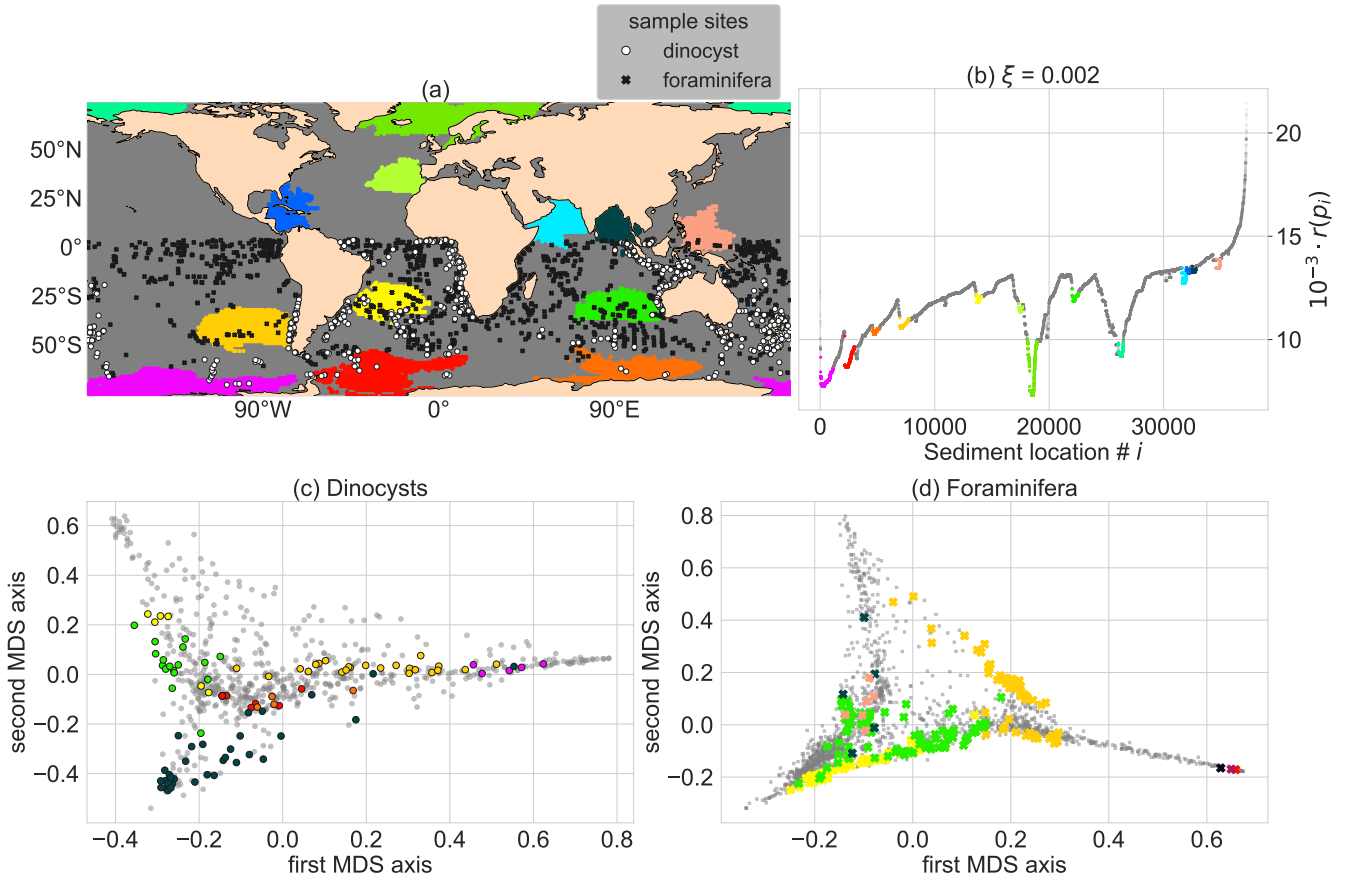 sample sites
dinocyst
foraminifera
(a)
50°N
25°N
0°
25°S
50°S
90°W
0°
90°E
(b) ξ = 0.002
20
15
10
10⁻³ · r(pᵢ)
0
10000
20000
30000
Sediment location # i
(c) Dinocysts
second MDS axis
0.6
0.4
0.2
0.0
−0.2
−0.4
−0.4
−0.2
0.0
0.2
0.4
0.6
0.8
first MDS axis
(d) Foraminifera
second MDS axis
0.8
0.6
0.4
0.2
0.0
−0.2
−0.2
0.0
0.2
0.4
0.6
first MDS axis